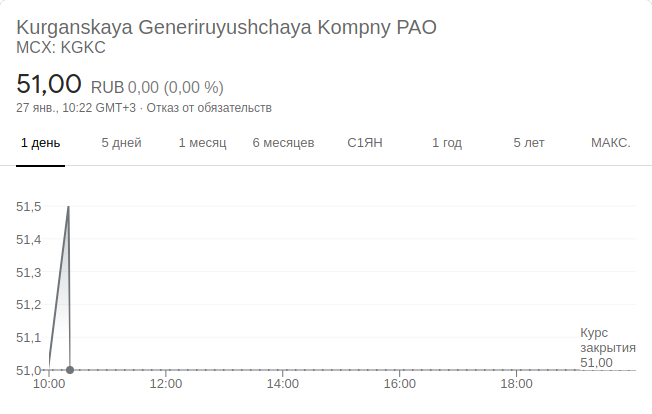 Kurganskaya Generiruyushchaya Kompny PAO
MCX: KGKC
51,00 RUB 0,00 (0,00 %)
27 янв., 10:22 GMT+3 · Отказ от обязательств
1 день 5 дней 1 месяц 6 месяцев С1ЯН 1 год 5 лет МАКС.
51,5
51,4
51,3
51,2
51,1
51,0
Курс
закрытия
51,00
10:00 12:00 14:00 16:00 18:00